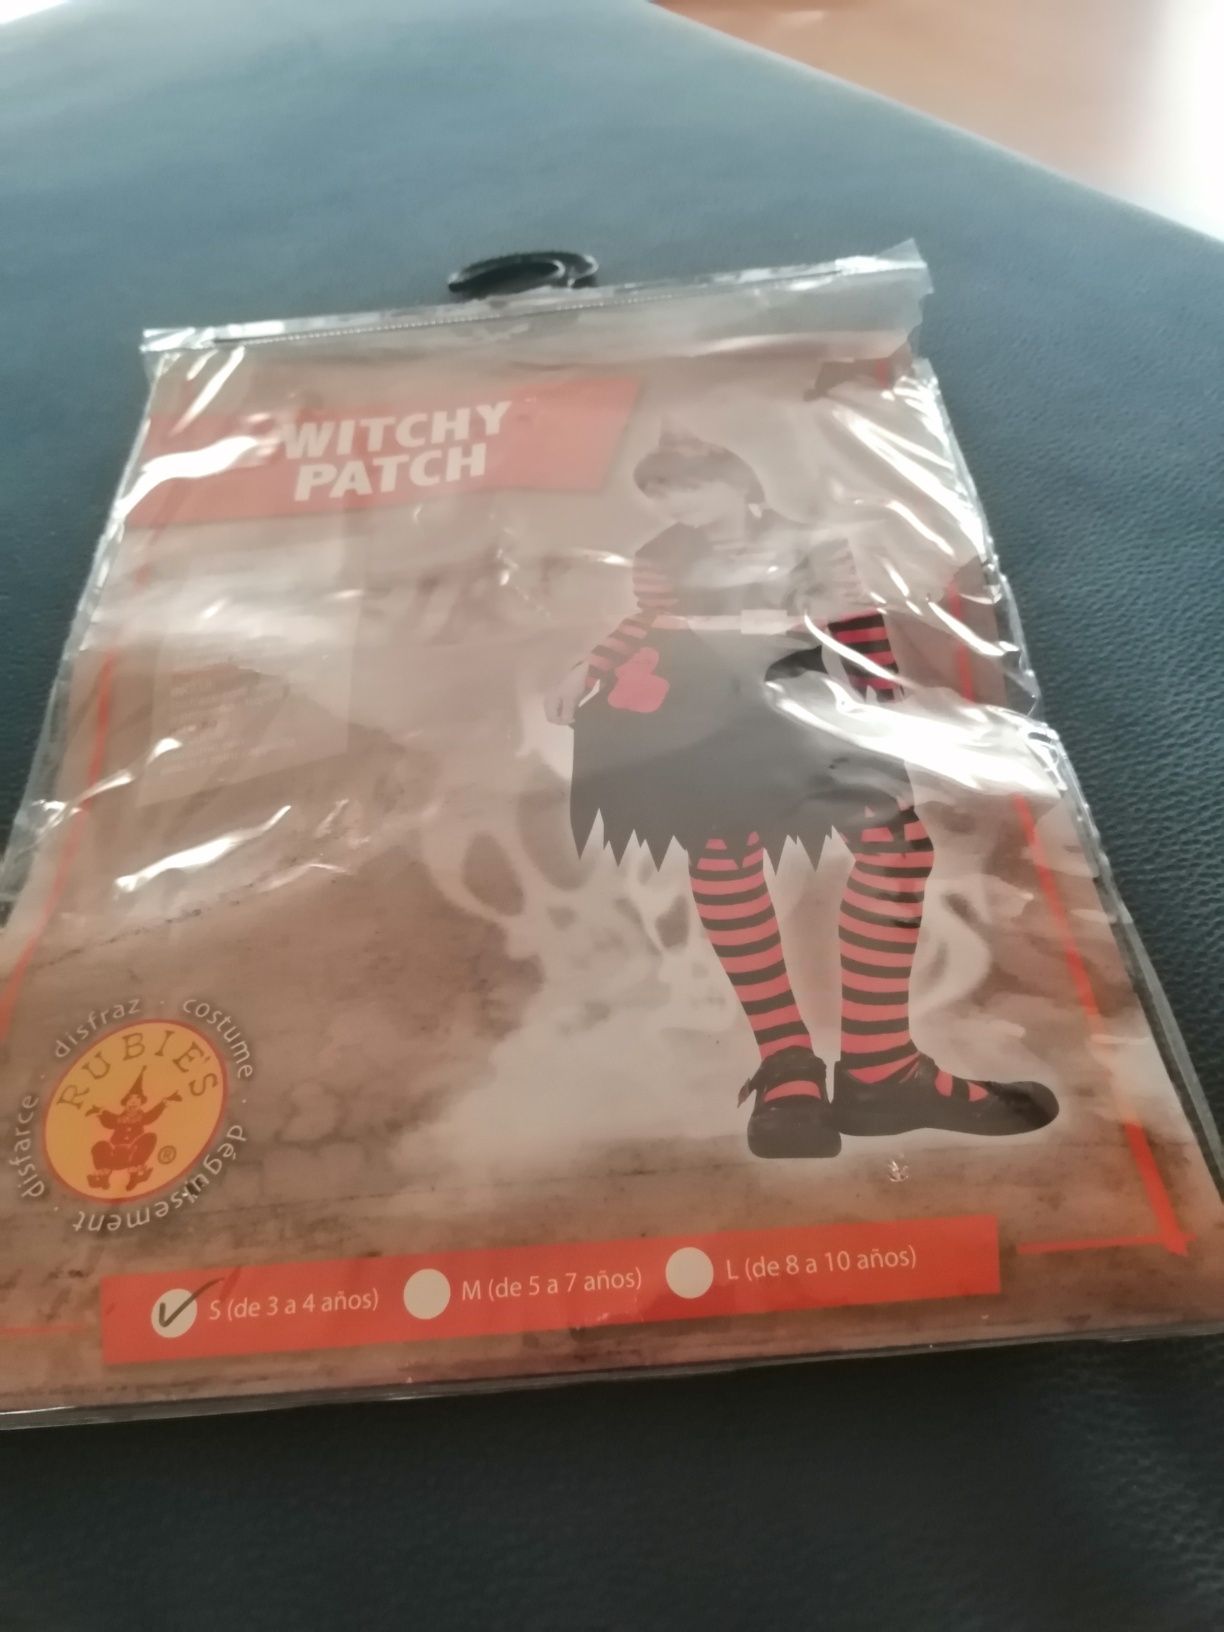 WITCHY
PATCH
disfraz · costume · déguisement · disfarce ·
RUBIE'S
®
S (de 3 a 4 años)
M (de 5 a 7 años)
L (de 8 a 10 años)